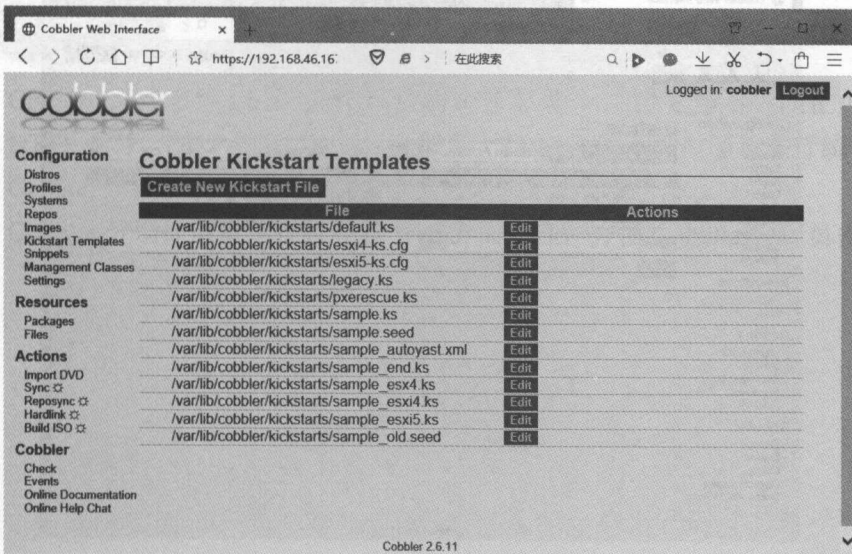 Cobbler Web Interface
https://192.168.46.16
在此搜索
cobbler
Logged in: cobbler Logout
Configuration
Distros
Profiles
Systems
Repos
Images
Kickstart Templates
Snippets
Management Classes
Settings
Resources
Packages
Files
Actions
Import DVD
Sync
Reposync
Hardlink
Build ISO
Cobbler
Check
Events
Online Documentation
Online Help Chat
Cobbler Kickstart Templates
Create New Kickstart File
File Actions
/var/lib/cobbler/kickstarts/default.ks Edit
/var/lib/cobbler/kickstarts/esxi4-ks.cfg Edit
/var/lib/cobbler/kickstarts/esxi5-ks.cfg Edit
/var/lib/cobbler/kickstarts/legacy.ks Edit
/var/lib/cobbler/kickstarts/pxerescue.ks Edit
/var/lib/cobbler/kickstarts/sample.ks Edit
/var/lib/cobbler/kickstarts/sample.seed Edit
/var/lib/cobbler/kickstarts/sample_autoyast.xml Edit
/var/lib/cobbler/kickstarts/sample_end.ks Edit
/var/lib/cobbler/kickstarts/sample_esx4.ks Edit
/var/lib/cobbler/kickstarts/sample_esxi4.ks Edit
/var/lib/cobbler/kickstarts/sample_esxi5.ks Edit
/var/lib/cobbler/kickstarts/sample_old.seed Edit
Cobbler 2.6.11